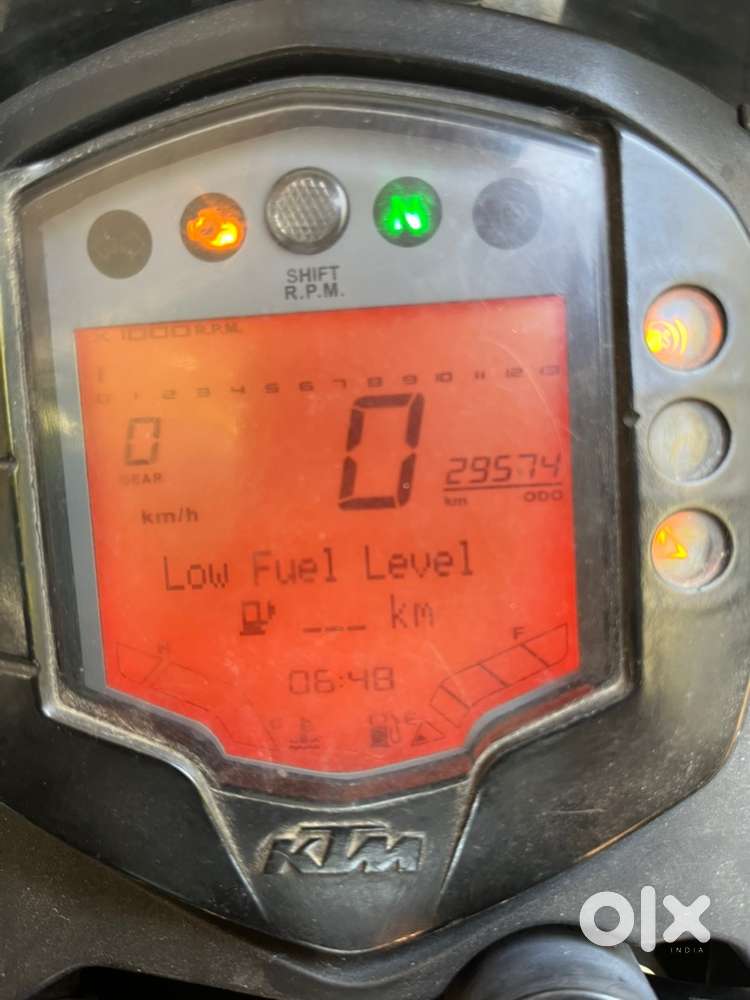 N
SHIFT
R.P.M.
x1000 R.P.M.
0 1 2 3 4 5 6 7 8 9 10 11 12 13
0
GEAR
0
29574
km ODO
km/h
Low Fuel Level
___ km
H
F
06:48
C
E
KTM
olx
INDIA